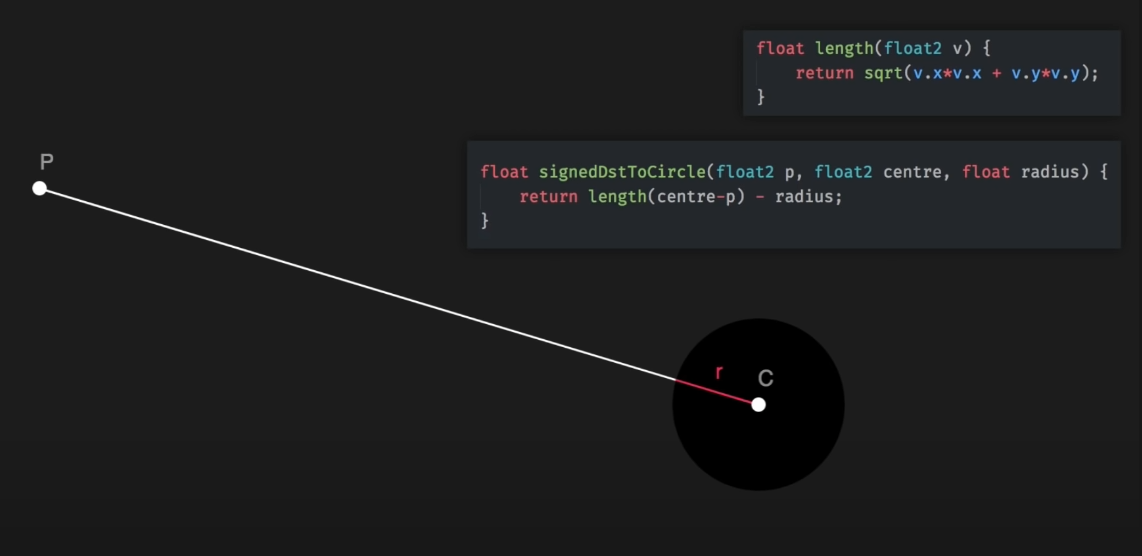 float length(float2 v) {
    return sqrt(v.x*v.x + v.y*v.y);
}
P
float signedDstToCircle(float2 p, float2 centre, float radius) {
    return length(centre-p) - radius;
}
r
C